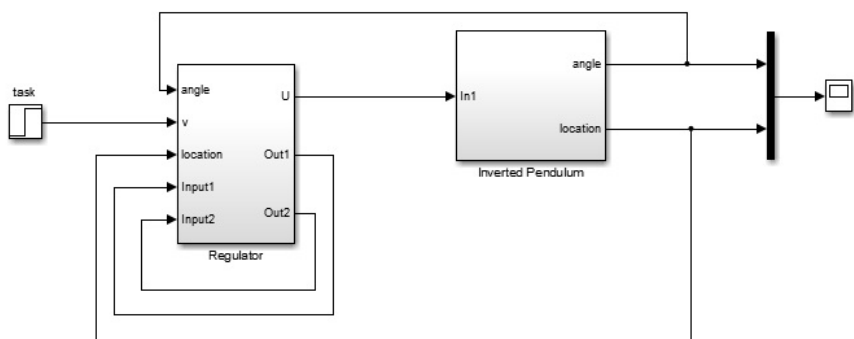 task
angle
v
location
Input1
Input2
U
Out1
Out2
Regulator
In1
angle
location
Inverted Pendulum